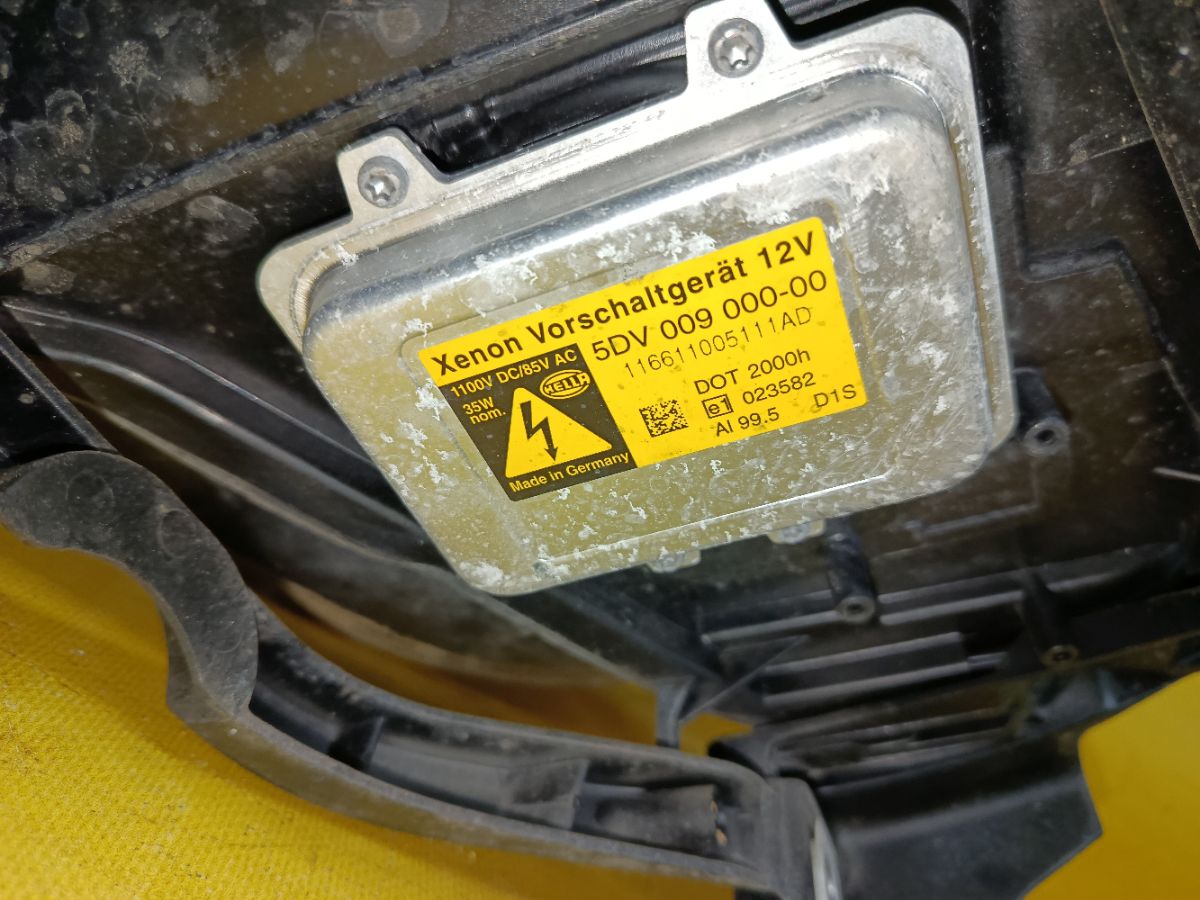 Xenon Vorschaltgerät 12V
5DV 009 000-00
116611005111AD
1100V DC/85V AC
35W
nom.
HELLA
DOT 2000h
e1 023582
Al 99.5 D1S
Made in Germany